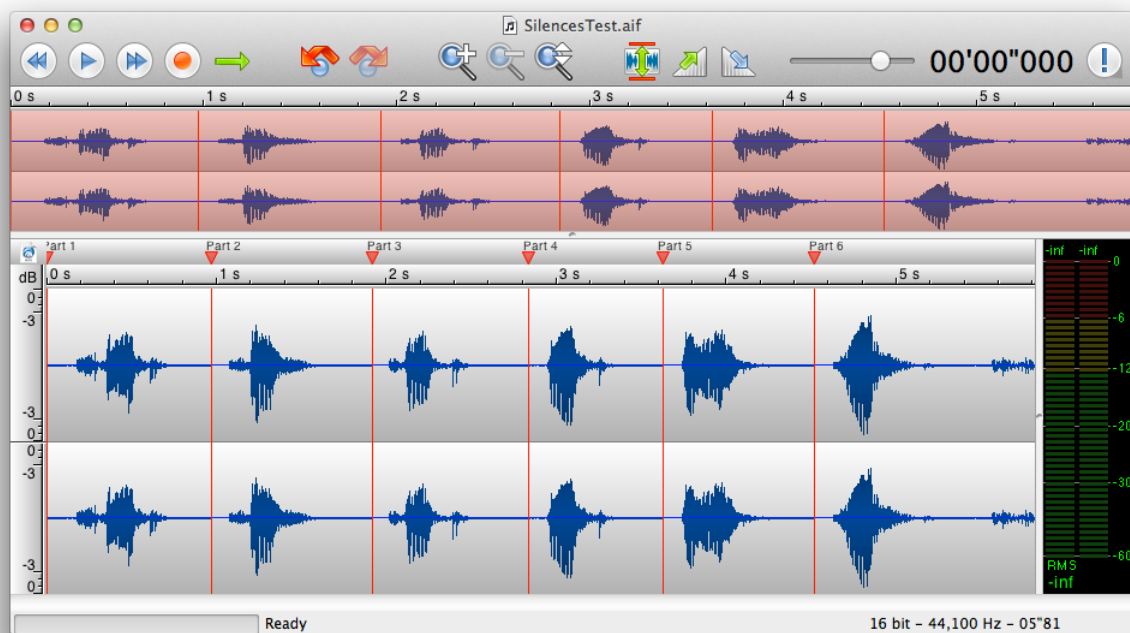 SilencesTest.aif
00'00"000
0 s 1 s 2 s 3 s 4 s 5 s
Part 1 Part 2 Part 3 Part 4 Part 5 Part 6
-inf -inf
dB 0 s 1 s 2 s 3 s 4 s 5 s
0
-6
-12
-20
-30
-60
0
-3
-3
0
0
-3
-3
0
RMS
-inf
Ready 16 bit – 44,100 Hz – 05"81